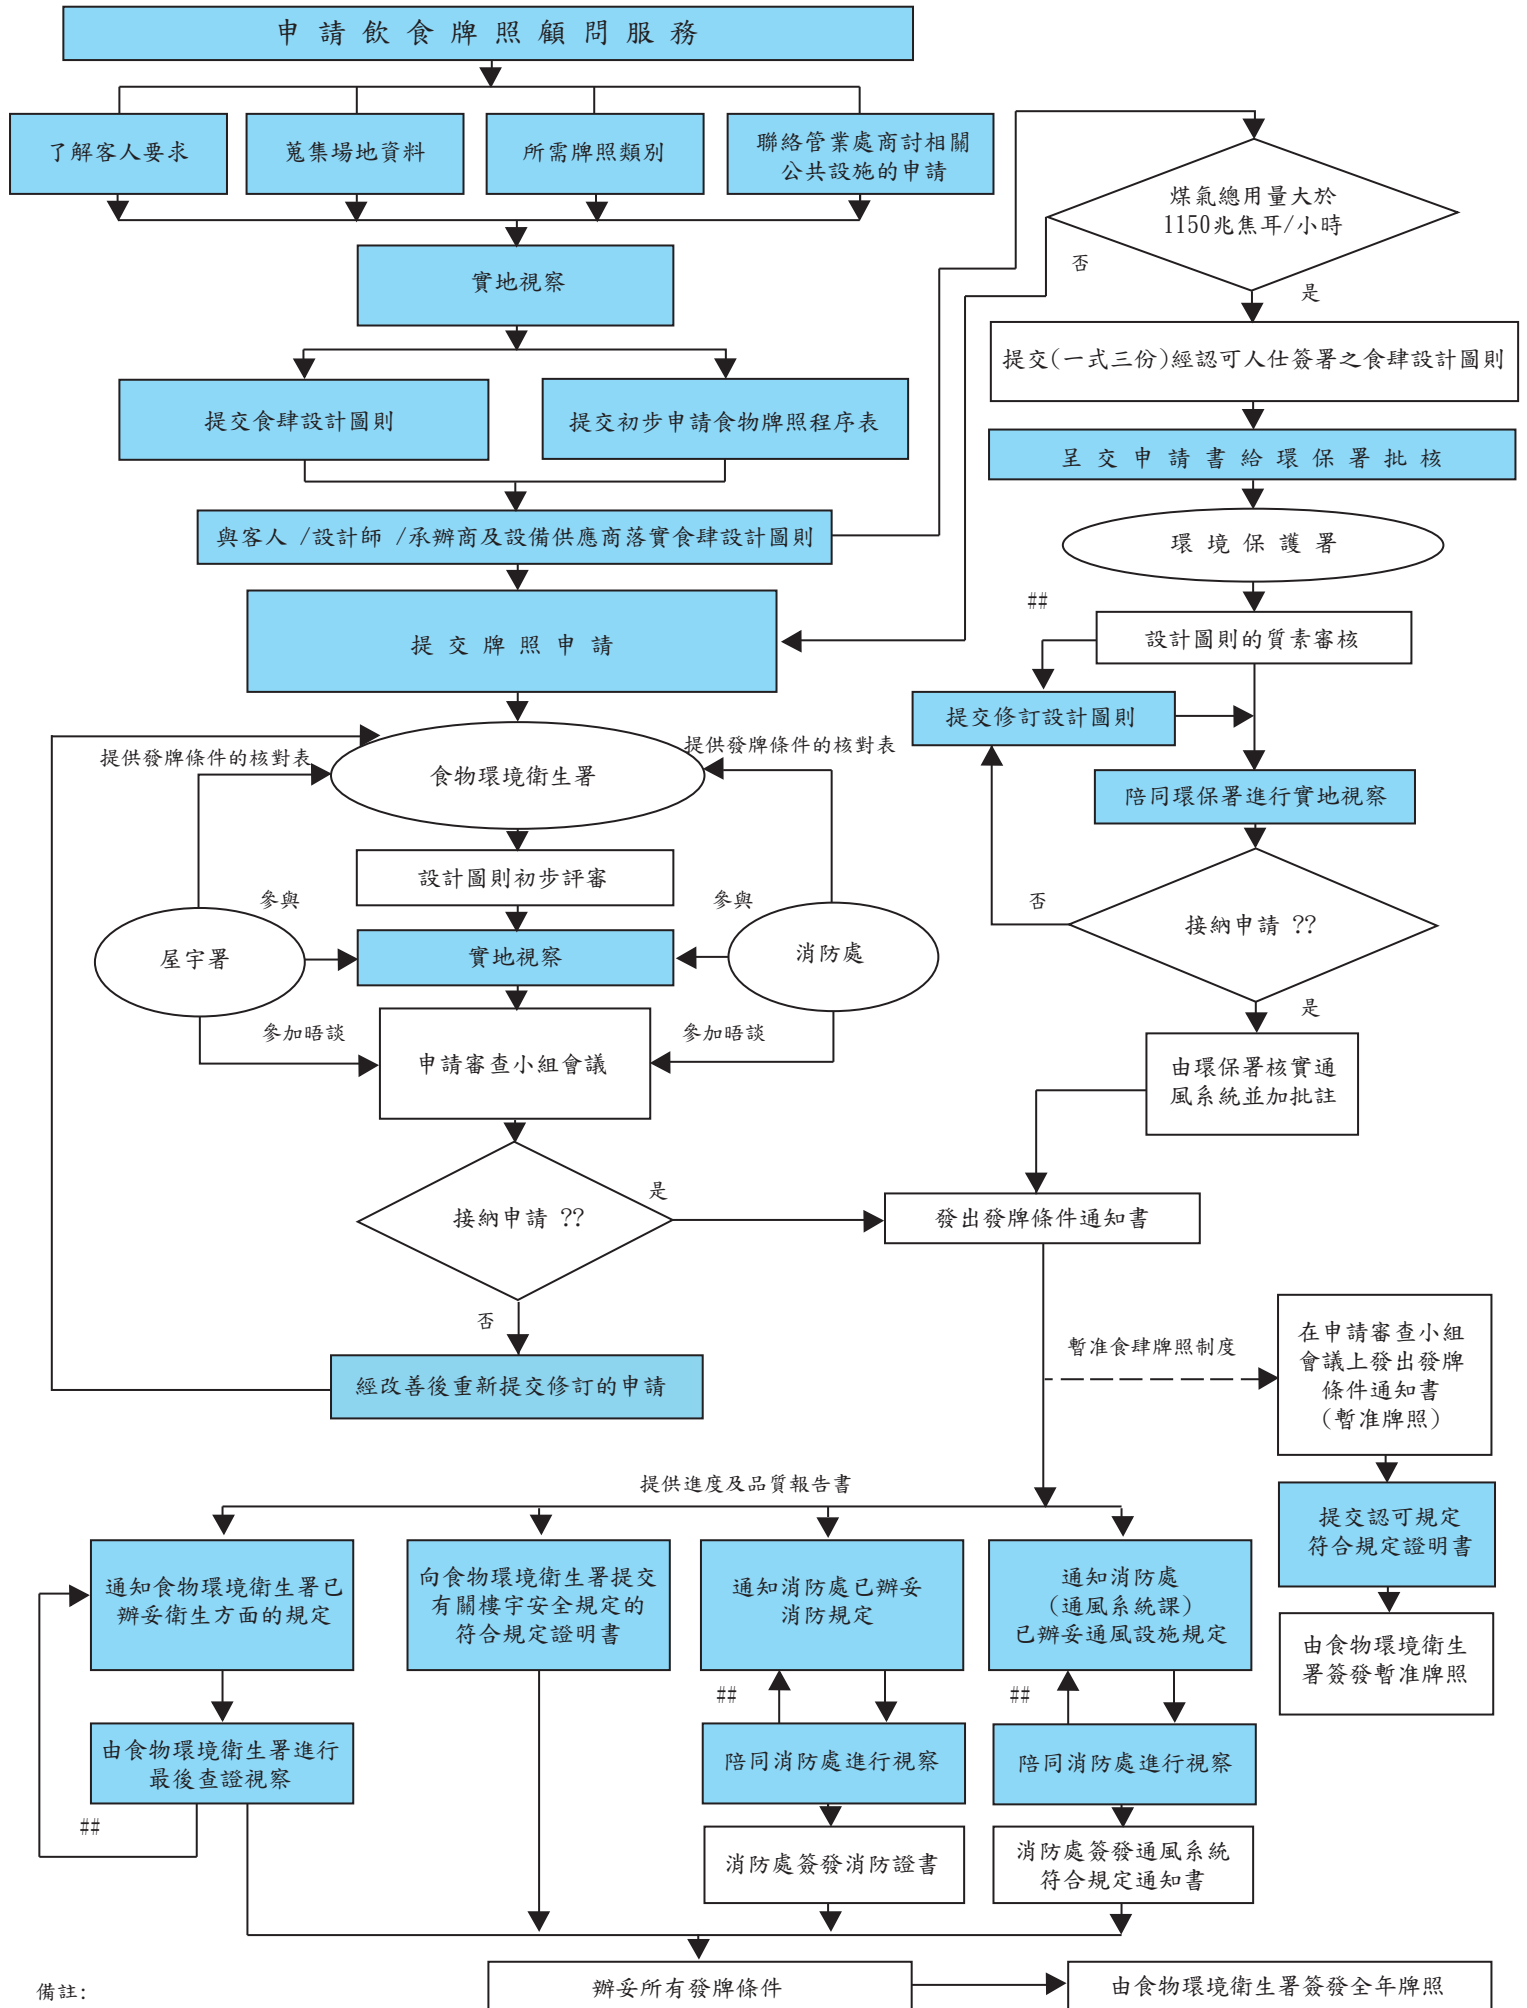 申請飲食牌照顧問服務
了解客人要求
蒐集場地資料
所需牌照類別
聯絡管業處商討相關
公共設施的申請
實地視察
提交食肆設計圖則
提交初步申請食物牌照程序表
與客人 /設計師 /承辦商及設備供應商落實食肆設計圖則
提交牌照申請
煤氣總用量大於
1150兆焦耳/小時
否
是
提交(一式三份)經認可人仕簽署之食肆設計圖則
呈交申請書給環保署批核
環境保護署
##
設計圖則的質素審核
提交修訂設計圖則
陪同環保署進行實地視察
接納申請 ??
否
是
由環保署核實通
風系統並加批註
提供發牌條件的核對表
提供發牌條件的核對表
食物環境衛生署
設計圖則初步評審
參與
參與
屋宇署
實地視察
消防處
參加晤談
參加晤談
申請審查小組會議
接納申請 ??
是
否
發出發牌條件通知書
經改善後重新提交修訂的申請
暫准食肆牌照制度
在申請審查小組
會議上發出發牌
條件通知書
(暫准牌照)
提交認可規定
符合規定證明書
由食物環境衛生
署簽發暫准牌照
提供進度及品質報告書
通知食物環境衛生署已
辦妥衛生方面的規定
向食物環境衛生署提交
有關樓宇安全規定的
符合規定證明書
通知消防處已辦妥
消防規定
通知消防處
(通風系統課)
已辦妥通風設施規定
##
##
由食物環境衛生署進行
最後查證視察
陪同消防處進行視察
陪同消防處進行視察
##
消防處簽發消防證書
消防處簽發通風系統
符合規定通知書
備註:
辦妥所有發牌條件
由食物環境衛生署簽發全年牌照